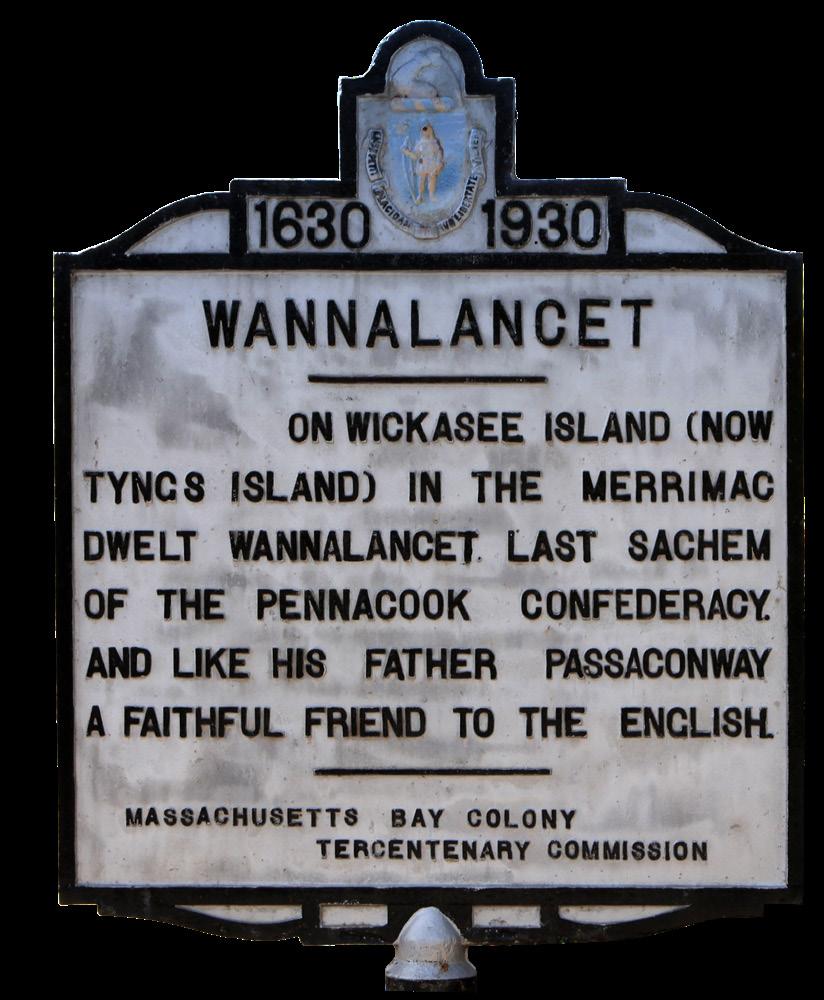 1630 1930
WANNALANCET
ON WICKASEE ISLAND (NOW
TYNGS ISLAND) IN THE MERRIMAC
DWELT WANNALANCET. LAST SACHEM
OF THE PENNACOOK CONFEDERACY.
AND LIKE HIS FATHER PASSACONWAY
A FAITHFUL FRIEND TO THE ENGLISH.
MASSACHUSETTS BAY COLONY
TERCENTENARY COMMISSION